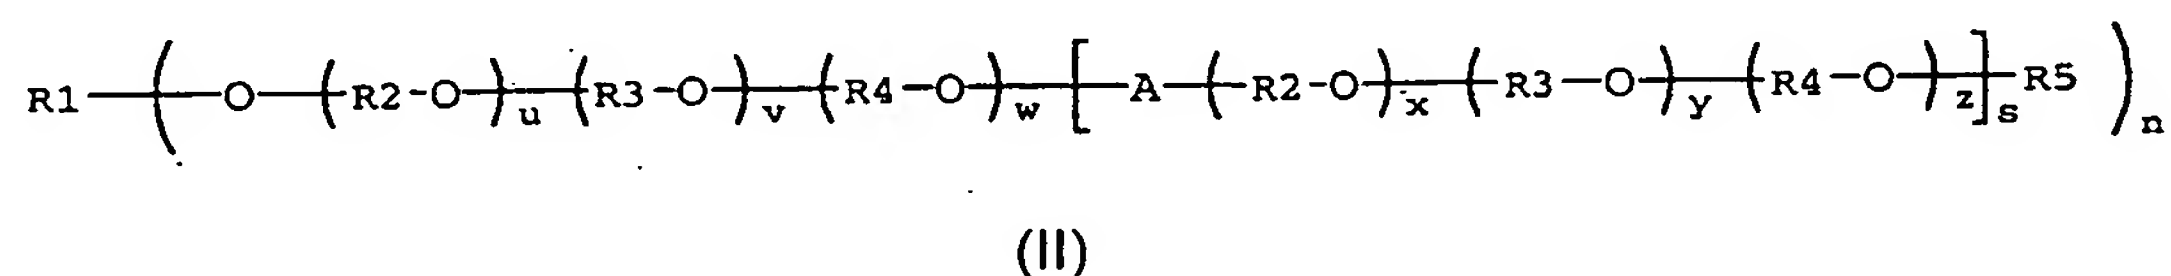 R1—(—O—(R2-O—)u—(R3-O—)v—(R4-O—)w—[—A—(R2-O—)x—(R3-O—)y—(R4-O—)z]s—R5)n
(II)